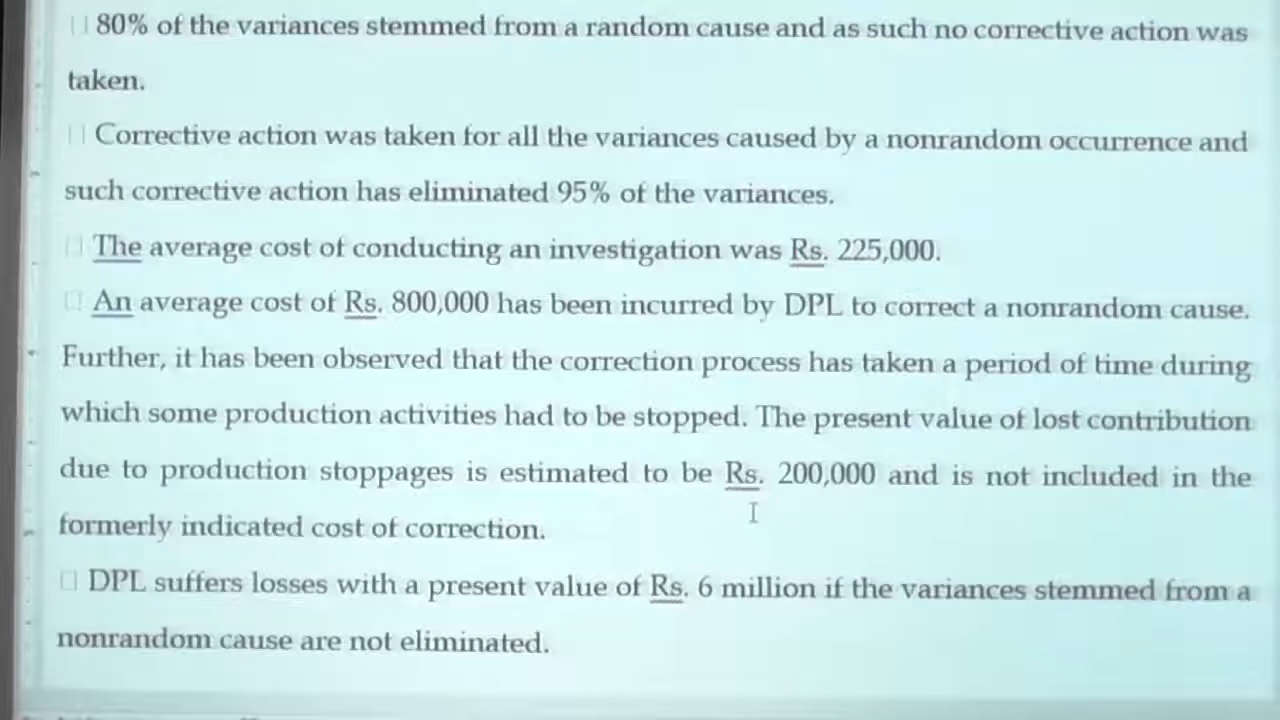 80% of the variances stemmed from a random cause and as such no corrective action was
taken.
Corrective action was taken for all the variances caused by a nonrandom occurrence and
such corrective action has eliminated 95% of the variances.
The average cost of conducting an investigation was Rs. 225,000.
An average cost of Rs. 800,000 has been incurred by DPL to correct a nonrandom cause.
Further, it has been observed that the correction process has taken a period of time during
which some production activities had to be stopped. The present value of lost contribution
due to production stoppages is estimated to be Rs. 200,000 and is not included in the
formerly indicated cost of correction.
DPL suffers losses with a present value of Rs. 6 million if the variances stemmed from a
nonrandom cause are not eliminated.